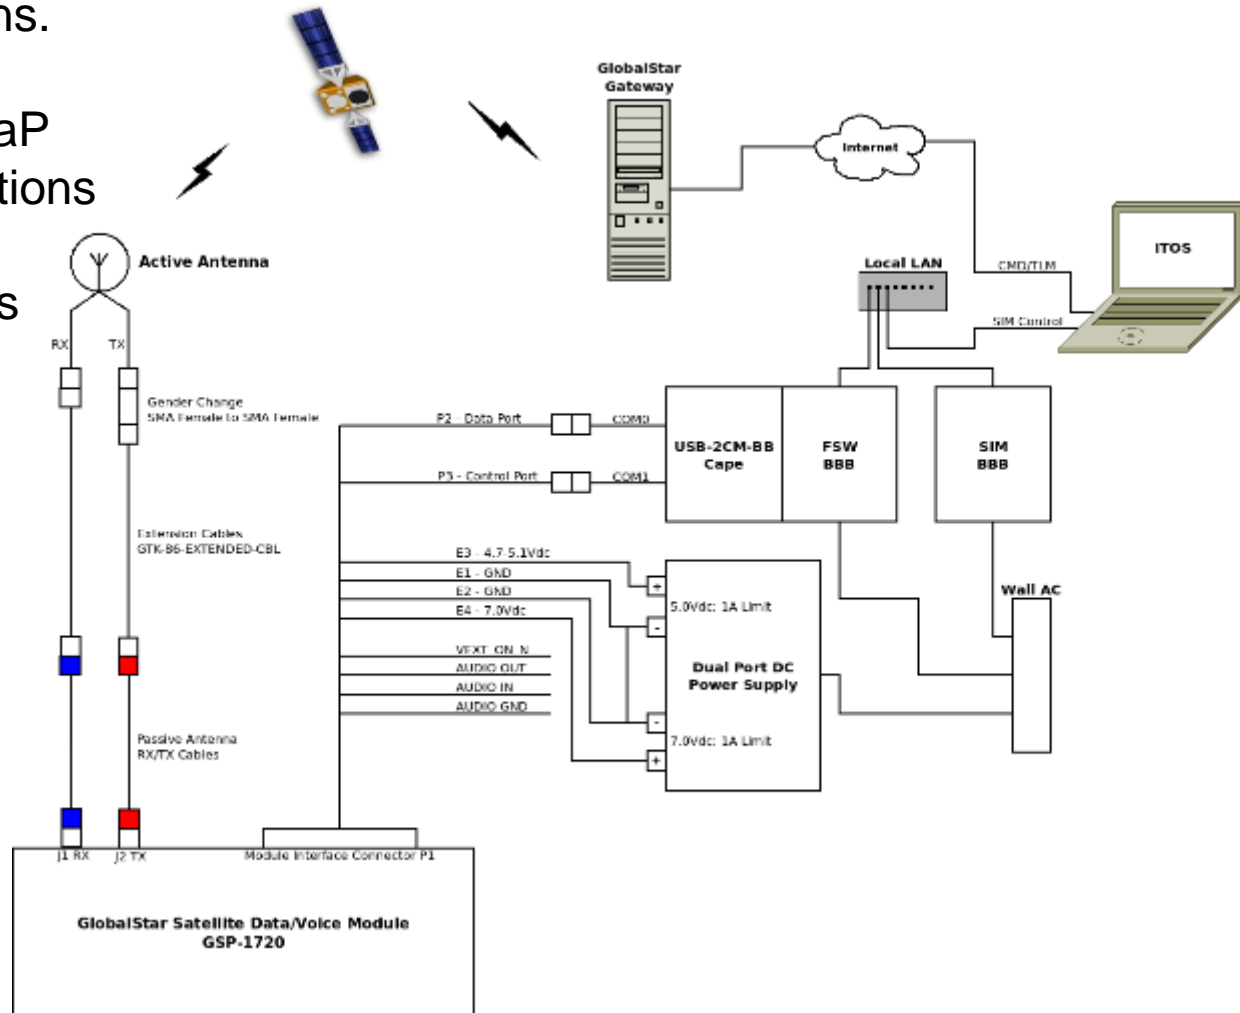 ns.
aP
tions
s
GlobalStar
Gateway
Internet
ITOS
Active Antenna
Local LAN
CMD/TLM
SIM Control
RX
TX
Gender Change
SMA Female to SMA Female
P2 - Data Port
COM0
P3 - Control Port
COM1
USB-2CM-BB
Cape
FSW
BBB
SIM
BBB
Extension Cables
GTK-86-EXTENDED-CBL
E3 - 4.7-5.1Vdc
E1 - GND
E2 - GND
E4 - 7.0Vdc
VEXT_ON_N
AUDIO OUT
AUDIO IN
AUDIO GND
+
5.0Vdc: 1A Limit
-
Dual Port DC
Power Supply
-
7.0Vdc: 1A Limit
+
Wall AC
Passive Antenna
RX/TX Cables
J1 RX
J2 TX
Module Interface Connector P1
GlobalStar Satellite Data/Voice Module
GSP-1720